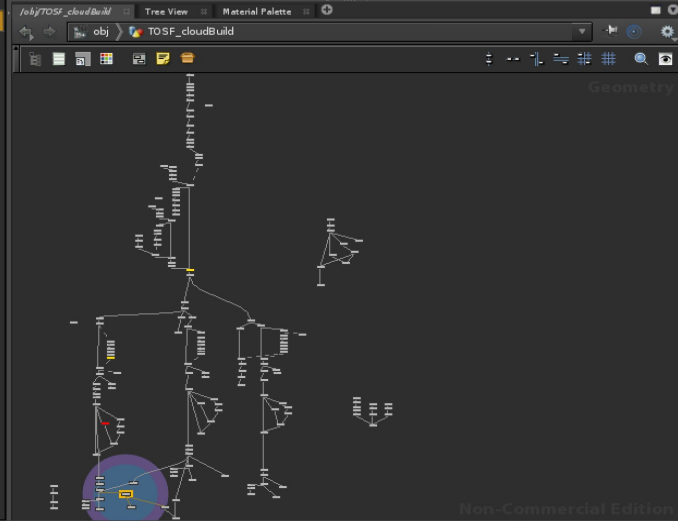 /obj/TOSF_cloudBuild
Tree View
Material Palette
obj
TOSF_cloudBuild
Geometry
Non-Commercial Edition